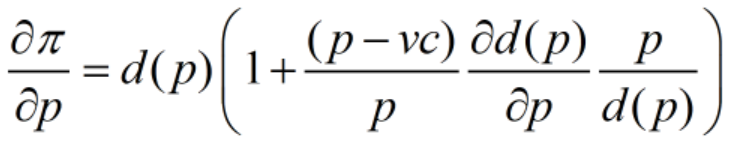 ∂π/∂p = d(p)(1 + (p − vc)/p ∂d(p)/∂p p/d(p))